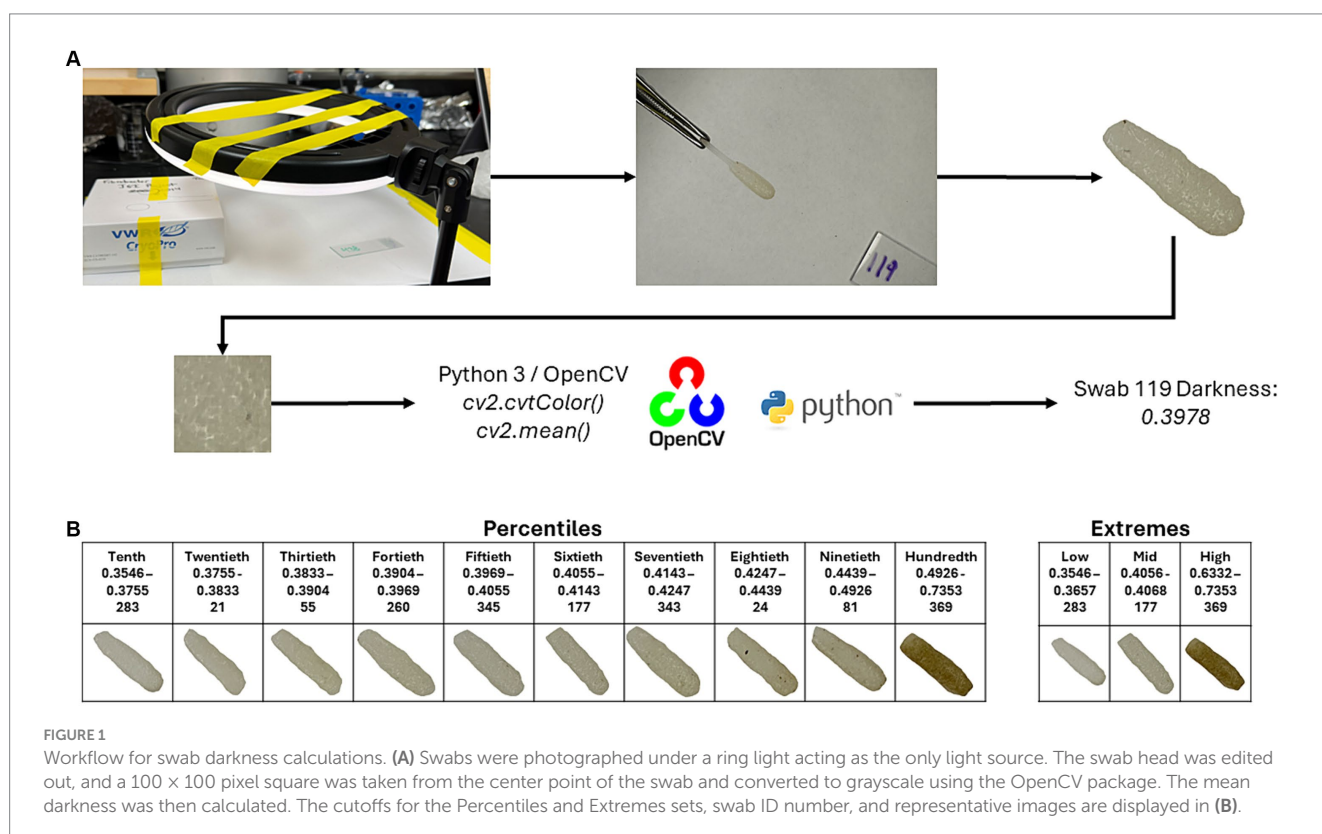 A
VWR
CryoPro
119
Python 3 / OpenCV
cv2.cvtColor()
cv2.mean()
OpenCV
python™
Swab 119 Darkness:
0.3978
B
Percentiles
Tenth
0.3546–
0.3755
283
Twentieth
0.3755-
0.3833
21
Thirtieth
0.3833–
0.3904
55
Fortieth
0.3904–
0.3969
260
Fiftieth
0.3969–
0.4055
345
Sixtieth
0.4055–
0.4143
177
Seventieth
0.4143–
0.4247
343
Eightieth
0.4247-
0.4439
24
Ninetieth
0.4439-
0.4926
81
Hundredth
0.4926-
0.7353
369
Extremes
Low
0.3546–
0.3657
283
Mid
0.4056-
0.4068
177
High
0.6332-
0.7353
369
FIGURE 1
Workflow for swab darkness calculations. (A) Swabs were photographed under a ring light acting as the only light source. The swab head was edited
out, and a 100 × 100 pixel square was taken from the center point of the swab and converted to grayscale using the OpenCV package. The mean
darkness was then calculated. The cutoffs for the Percentiles and Extremes sets, swab ID number, and representative images are displayed in (B).